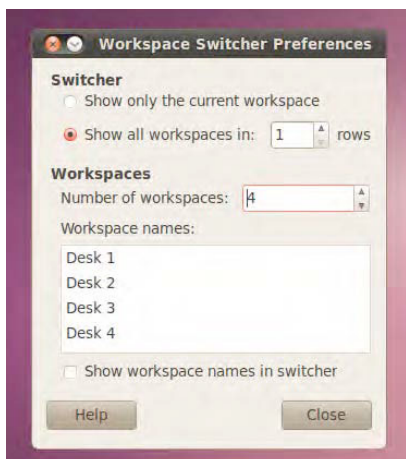 Workspace Switcher Preferences
Switcher
Show only the current workspace
Show all workspaces in: 1 rows
Workspaces
Number of workspaces: 4
Workspace names:
Desk 1
Desk 2
Desk 3
Desk 4
Show workspace names in switcher
Help Close